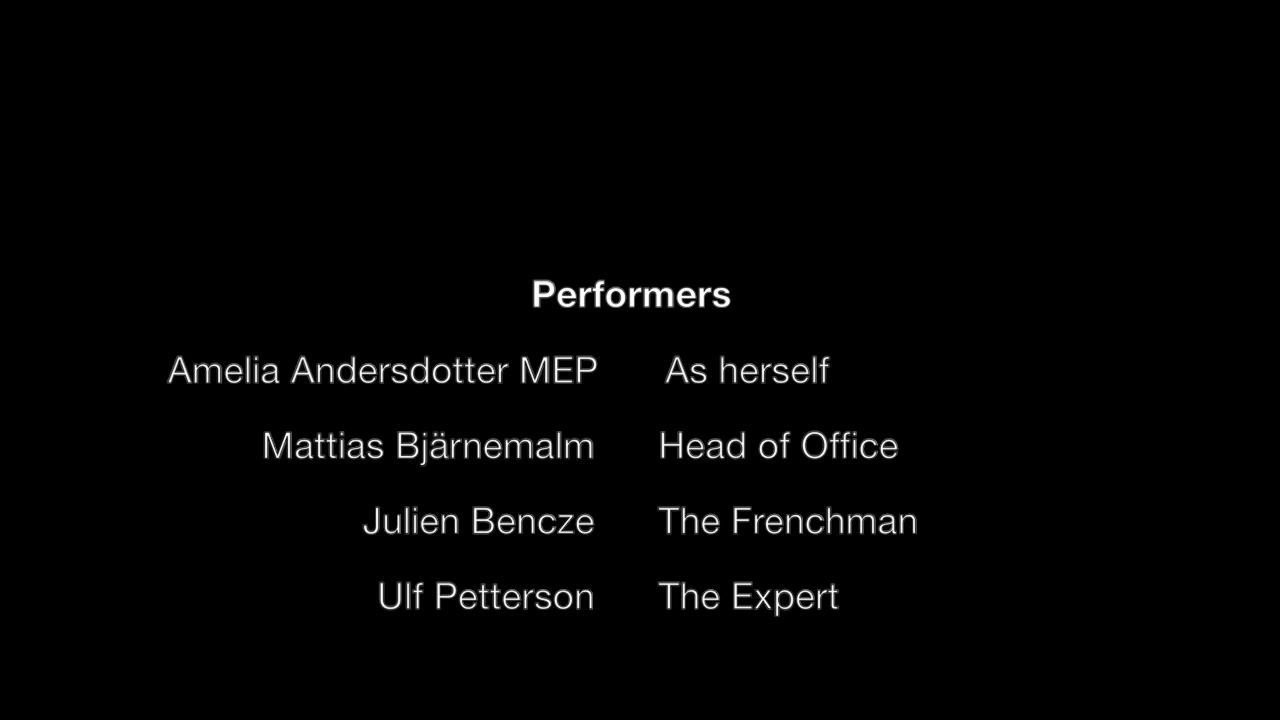 Performers
Amelia Andersdotter MEP As herself
Mattias Bjärnemalm Head of Office
Julien Bencze The Frenchman
Ulf Petterson The Expert